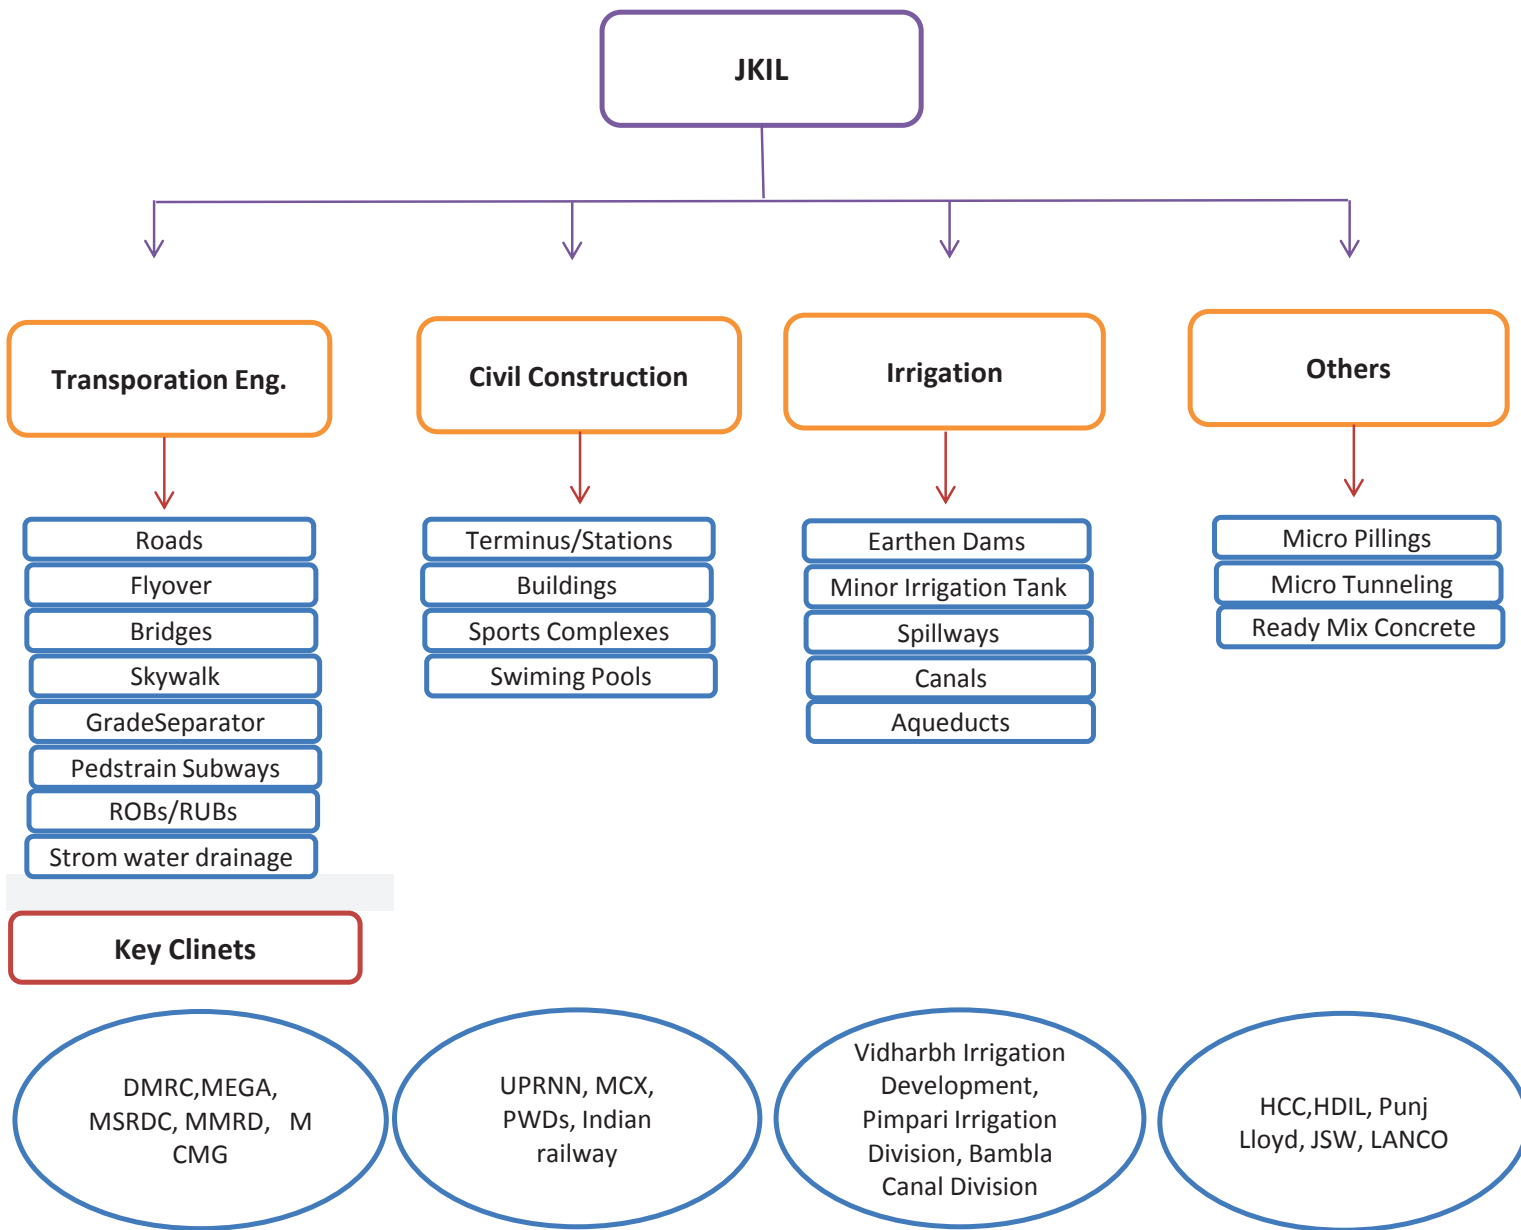 JKIL
Transporation Eng.
Civil Construction
Irrigation
Others
Roads
Flyover
Bridges
Skywalk
GradeSeparator
Pedstrain Subways
ROBs/RUBs
Strom water drainage
Terminus/Stations
Buildings
Sports Complexes
Swiming Pools
Earthen Dams
Minor Irrigation Tank
Spillways
Canals
Aqueducts
Micro Pillings
Micro Tunneling
Ready Mix Concrete
Key Clinets
DMRC,MEGA,
MSRDC, MMRD, M
CMG
UPRNN, MCX,
PWDs, Indian
railway
Vidharbh Irrigation
Development,
Pimpari Irrigation
Division, Bambla
Canal Division
HCC,HDIL, Punj
Lloyd, JSW, LANCO